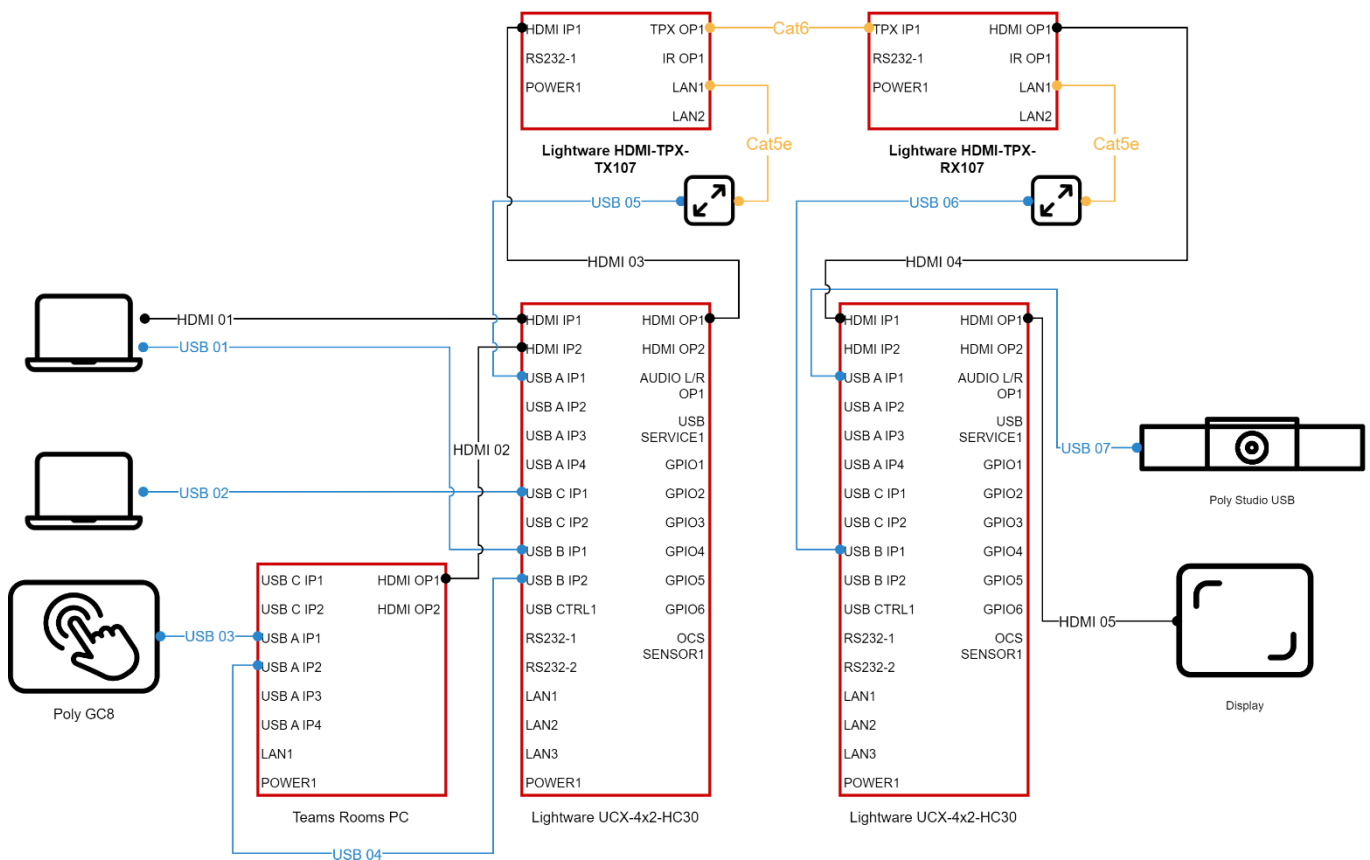 HDMI IP1
TPX OP1
RS232-1
IR OP1
POWER1
LAN1
LAN2
Lightware HDMI-TPX-
TX107
Cat6
TPX IP1
HDMI OP1
RS232-1
IR OP1
POWER1
LAN1
LAN2
Lightware HDMI-TPX-
RX107
Cat5e
Cat5e
USB 05
USB 06
HDMI 03
HDMI 04
HDMI 01
USB 01
HDMI 02
USB 02
USB 03
USB 04
Poly GC8
USB C IP1
HDMI OP1
USB C IP2
HDMI OP2
USB A IP1
USB A IP2
USB A IP3
USB A IP4
LAN1
POWER1
Teams Rooms PC
HDMI IP1
HDMI OP1
HDMI IP2
HDMI OP2
USB A IP1
AUDIO L/R
OP1
USB A IP2
USB
SERVICE1
USB A IP3
USB A IP4
GPIO1
USB C IP1
GPIO2
USB C IP2
GPIO3
USB B IP1
GPIO4
USB B IP2
GPIO5
USB CTRL1
GPIO6
RS232-1
OCS
SENSOR1
RS232-2
LAN1
LAN2
LAN3
POWER1
Lightware UCX-4x2-HC30
HDMI IP1
HDMI OP1
HDMI IP2
HDMI OP2
USB A IP1
AUDIO L/R
OP1
USB A IP2
USB
SERVICE1
USB A IP3
USB A IP4
GPIO1
USB C IP1
GPIO2
USB C IP2
GPIO3
USB B IP1
GPIO4
USB B IP2
GPIO5
USB CTRL1
GPIO6
RS232-1
OCS
SENSOR1
RS232-2
LAN1
LAN2
LAN3
POWER1
Lightware UCX-4x2-HC30
USB 07
Poly Studio USB
HDMI 05
Display